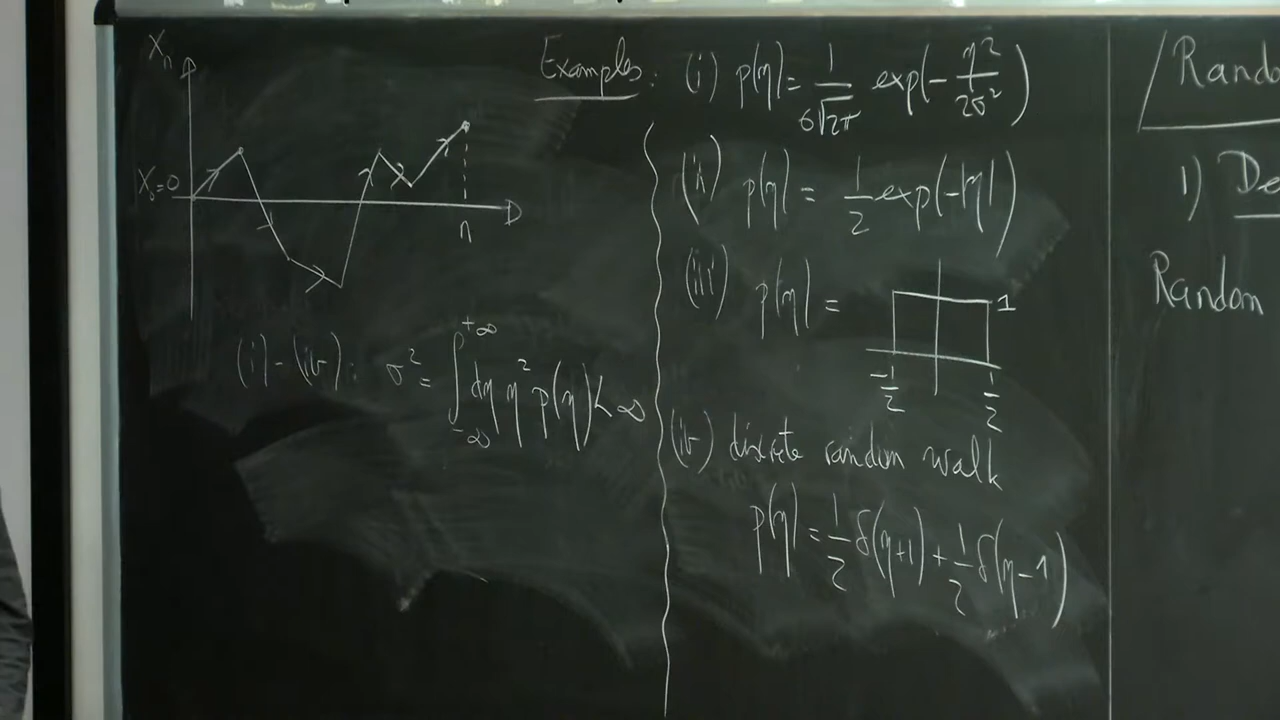 Xₙ
X₀=0
n
(i)-(iv): σ² = ∫_{-∞}^{+∞} dη η² p(η) < ∞
Examples: (i) p(η) = 1/(σ√2π) exp(-η²/2σ²)
(ii) p(η) = 1/2 exp(-|η|)
(iii) p(η) =
1
-1/2 1/2
(iv) discrete random walk
p(η) = 1/2 δ(η+1) + 1/2 δ(η-1)
Rando
1) De
Random